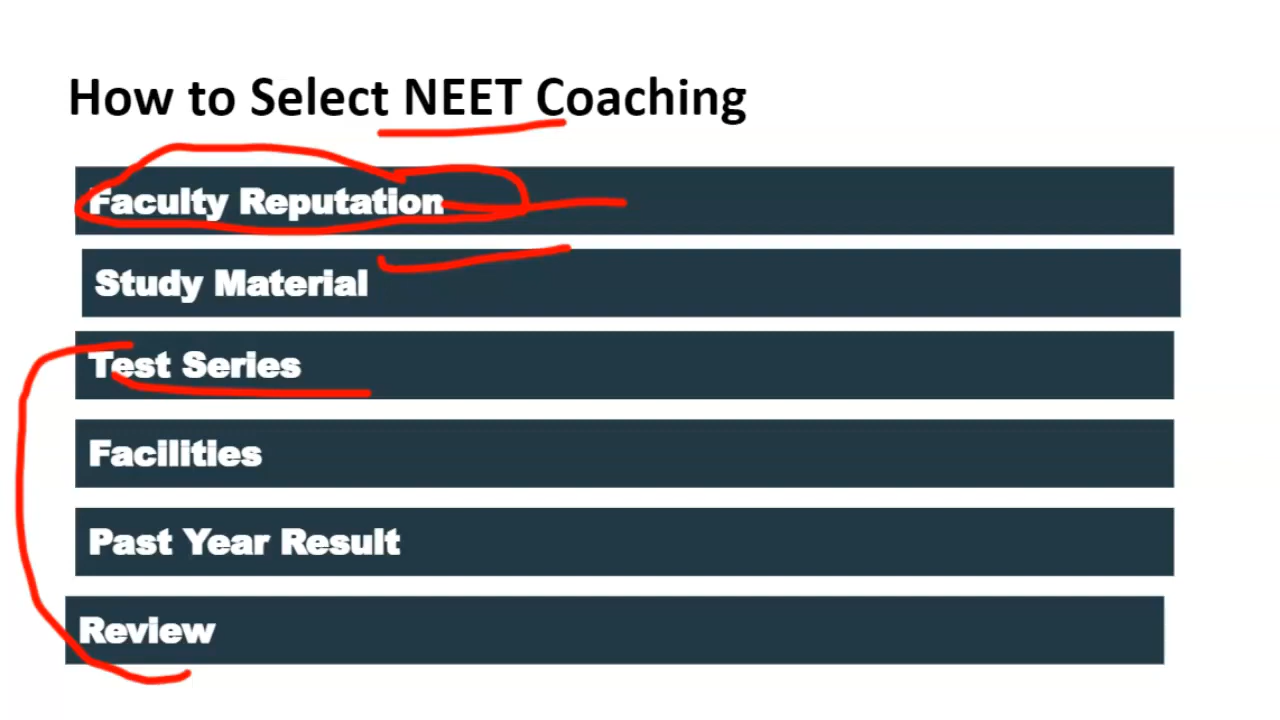 How to Select NEET Coaching
Faculty Reputation
Study Material
Test Series
Facilities
Past Year Result
Review